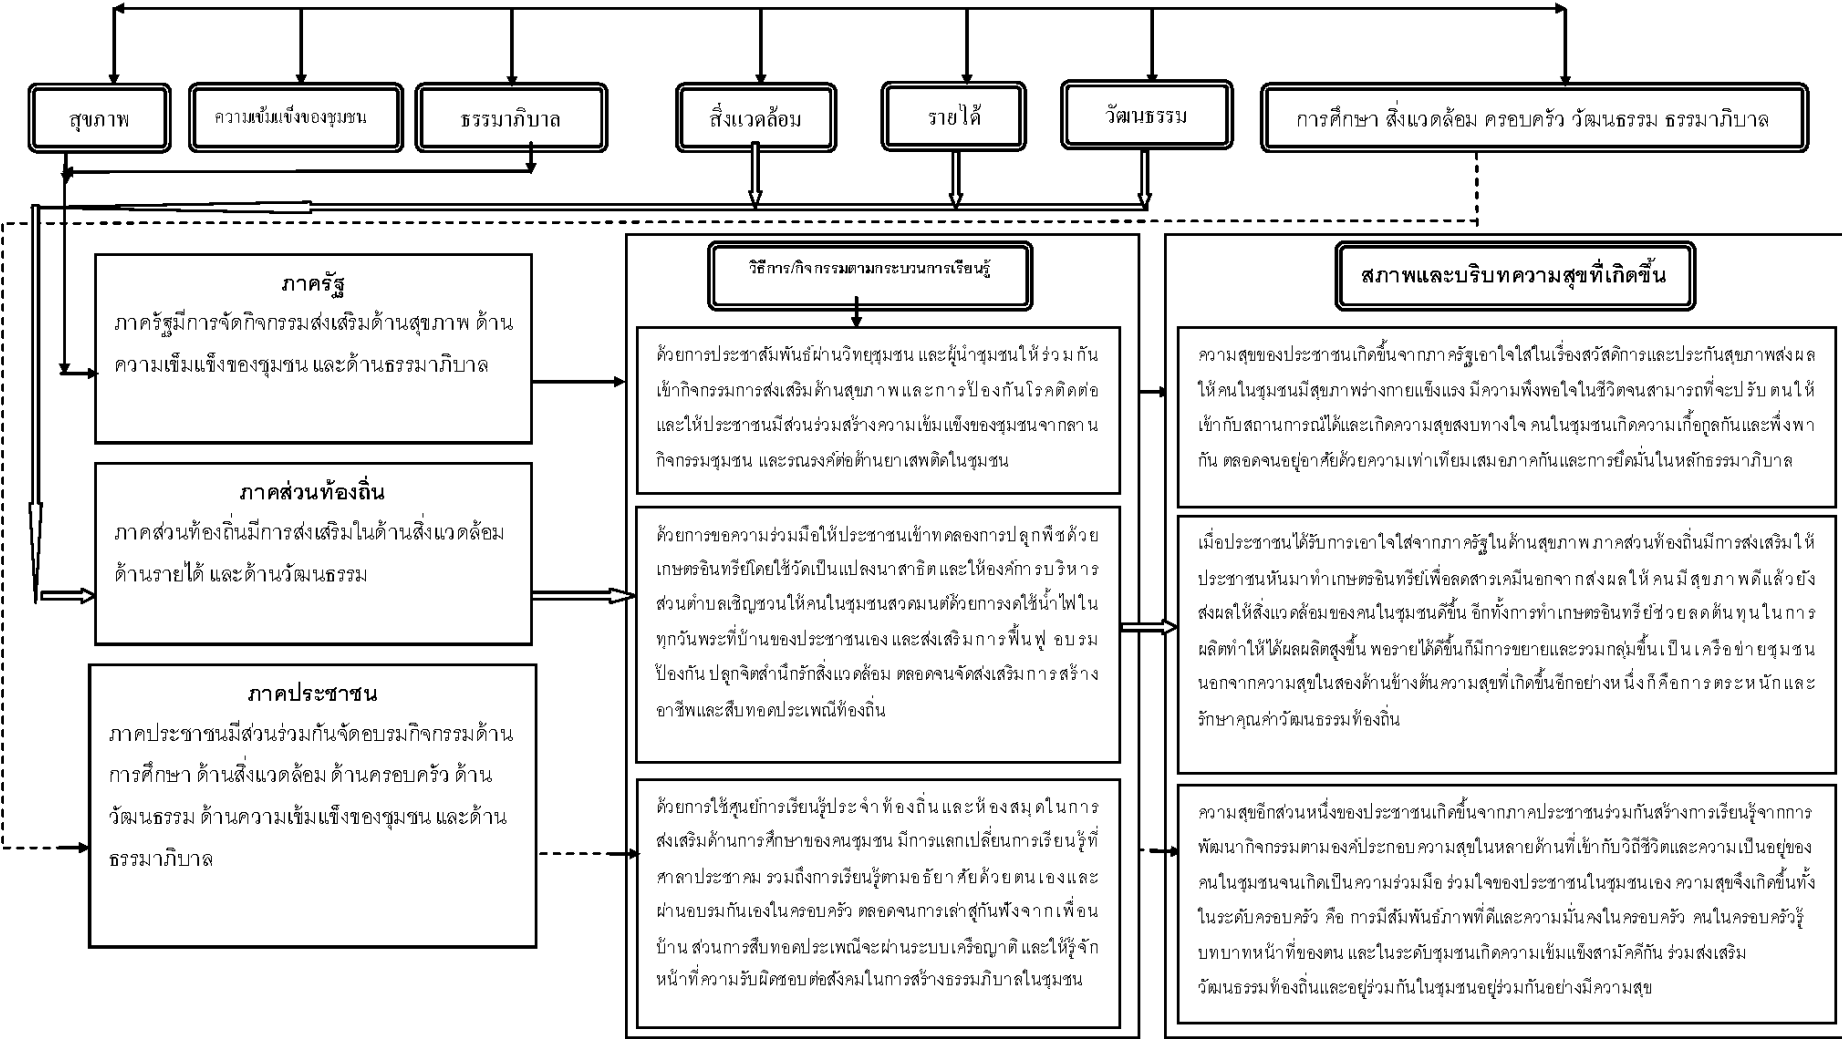 สุขภาพ
ความเข้มแข็งของชุมชน
ธรรมาภิบาล
สิ่งแวดล้อม
รายได้
วัฒนธรรม
การศึกษา สิ่งแวดล้อม ครอบครัว วัฒนธรรม ธรรมาภิบาล
ภาครัฐ
ภาครัฐมีการจัดกิจกรรมส่งเสริมด้านสุขภาพ ด้าน
ความเข้มแข็งของชุมชน และด้านธรรมาภิบาล
ภาคส่วนท้องถิ่น
ภาคส่วนท้องถิ่นมีการส่งเสริมในด้านสิ่งแวดล้อม
ด้านรายได้ และด้านวัฒนธรรม
ภาคประชาชน
ภาคประชาชนมีส่วนร่วมกันจัดอบรมกิจกรรมด้าน
การศึกษา ด้านสิ่งแวดล้อม ด้านครอบครัว ด้าน
วัฒนธรรม ด้านความเข้มแข็งของชุมชน และด้าน
ธรรมาภิบาล
วิธีการ/กิจกรรมตามกระบวนการเรียนรู้
ด้วยการประชาสัมพันธ์ผ่านวิทยุชุมชน และผู้นำชุมชนให้ร่วมกัน
เข้ากิจกรรมการส่งเสริมด้านสุขภาพและการป้องกันโรคติดต่อ
และให้ประชาชนมีส่วนร่วมสร้างความเข้มแข็งของชุมชนจากลาน
กิจกรรมชุมชน และรณรงค์ต่อต้านยาเสพติดในชุมชน
ด้วยการขอความร่วมมือให้ประชาชนเข้าทดลองการปลูกพืชด้วย
เกษตรอินทรีย์โดยใช้วัดเป็นแปลงนาสาธิต และให้องค์การบริหาร
ส่วนตำบลเชิญชวนให้คนในชุมชนสวดมนต์ด้วยการงดใช้น้ำไฟใน
ทุกวันพระที่บ้านของประชาชนเอง และส่งเสริมการฟื้นฟู อบรม
ป้องกัน ปลูกจิตสำนึกรักสิ่งแวดล้อม ตลอดจนจัดส่งเสริมการสร้าง
อาชีพและสืบทอดประเพณีท้องถิ่น
ด้วยการใช้ศูนย์การเรียนรู้ประจำท้องถิ่นและห้องสมุดในการ
ส่งเสริมด้านการศึกษาของคนชุมชน มีการแลกเปลี่ยนการเรียนรู้ที่
ศาลาประชาคม รวมถึงการเรียนรู้ตามอธัยาศัยด้วยตนเองและ
ผ่านอบรมกันเองในครอบครัว ตลอดจนการเล่าสู่กันฟังจากเพื่อน
บ้าน ส่วนการสืบทอดประเพณีจะผ่านระบบเครือญาติ และให้รู้จัก
หน้าที่ความรับผิดชอบต่อสังคมในการสร้างธรรมภิบาลในชุมชน
สภาพและบริบทความสุขที่เกิดขึ้น
ความสุขของประชาชนเกิดขึ้นจากภาครัฐเอาใจใส่ในเรื่องสวัสดิการและประกันสุขภาพส่งผล
ให้คนในชุมชนมีสุขภาพร่างกายแข็งแรง มีความพึงพอใจในชีวิตจนสามารถที่จะปรับตนให้
เข้ากับสถานการณ์ได้และเกิดความสุขสงบทางใจ คนในชุมชนเกิดความเกื้อกูลกันและพึ่งพา
กัน ตลอดจนอยู่อาศัยด้วยความเท่าเทียมเสมอภาคกันและการยึดมั่นในหลักธรรมาภิบาล
เมื่อประชาชนได้รับการเอาใจใส่จากภาครัฐในด้านสุขภาพ ภาคส่วนท้องถิ่นมีการส่งเสริมให้
ประชาชนหันมาทำเกษตรอินทรีย์เพื่อลดสารเคมีนอกจากส่งผลให้คนมีสุขภาพดีแล้วยัง
ส่งผลให้สิ่งแวดล้อมของคนในชุมชนดีขึ้น อีกทั้งการทำเกษตรอินทรีย์ช่วยลดต้นทุนในการ
ผลิตทำให้ได้ผลผลิตสูงขึ้น พอรายได้ดีขึ้นก็มีการขยายและรวมกลุ่มขึ้นเป็นเครือข่ายชุมชน
นอกจากความสุขในสองด้านข้างต้นความสุขที่เกิดขึ้นอีกอย่างหนึ่งก็คือการตระหนักและ
รักษาคุณค่าวัฒนธรรมท้องถิ่น
ความสุขอีกส่วนหนึ่งของประชาชนเกิดขึ้นจากภาคประชาชนร่วมกันสร้างการเรียนรู้จากการ
พัฒนากิจกรรมตามองค์ประกอบความสุขในหลายด้านที่เข้ากับวิถีชีวิตและความเป็นอยู่ของ
คนในชุมชนจนเกิดเป็นความร่วมมือ ร่วมใจของประชาชนในชุมชนเอง ความสุขจึงเกิดขึ้นทั้ง
ในระดับครอบครัว คือ การมีสัมพันธ์ภาพที่ดีและความมั่นคงในครอบครัว คนในครอบครัวรู้
บทบาทหน้าที่ของตน และในระดับชุมชนเกิดความเข้มแข็งสามัคคีกัน ร่วมส่งเสริม
วัฒนธรรมท้องถิ่นและอยู่ร่วมกันในชุมชนอยู่ร่วมกันอย่างมีความสุข